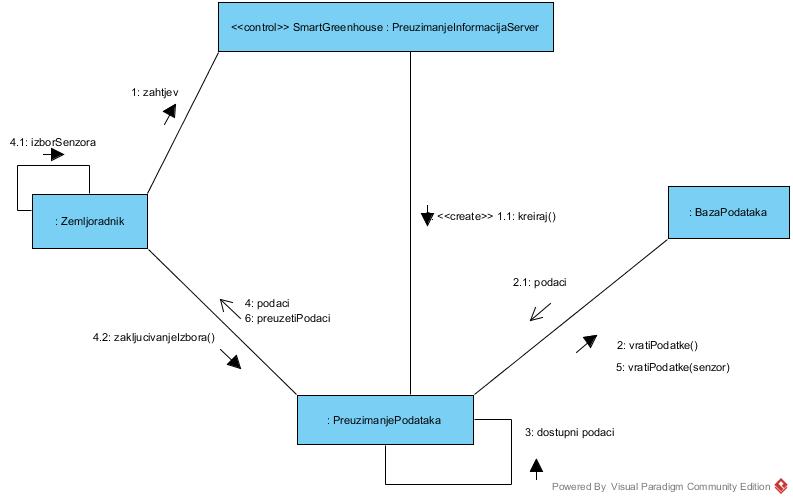 <<control>> SmartGreenhouse : PreuzimanjeInformacijaServer
1: zahtjev
4.1: izborSenzora
: Zemljoradnik
<<create>> 1.1: kreiraj()
: BazaPodataka
2.1: podaci
4: podaci
6: preuzetiPodaci
4.2: zakljucivanjeIzbora()
2: vratiPodatke()
5: vratiPodatke(senzor)
: PreuzimanjePodataka
3: dostupni podaci
Powered By Visual Paradigm Community Edition